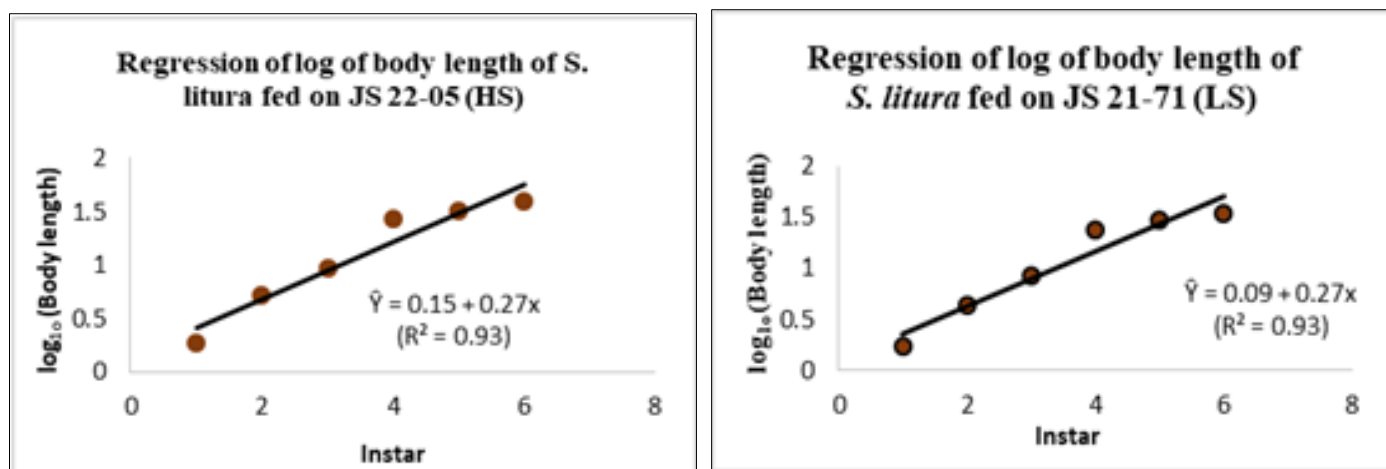 Regression of log of body length of S.
litura fed on JS 22-05 (HS)
log₁₀ (Body length)
2
1.5
1
0.5
0
Ŷ = 0.15 + 0.27x
(R² = 0.93)
0 2 4 6 8
Instar
Regression of log of body length of
S. litura fed on JS 21-71 (LS)
log₁₀ (Body length)
2
1.5
1
0.5
0
Ŷ = 0.09 + 0.27x
(R² = 0.93)
0 2 4 6 8
Instar